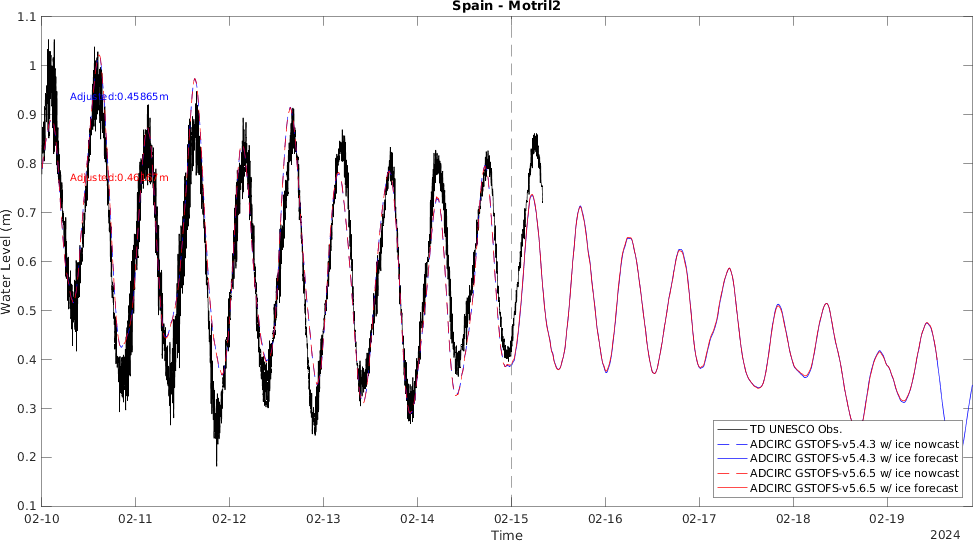 Spain - Motril2
1.1
1
0.9
0.8
0.7
0.6
0.5
0.4
0.3
0.2
0.1
Water Level (m)
Adjusted:0.45865m
TD UNESCO Obs.
ADCIRC GSTOFS-v5.4.3 w/ ice nowcast
ADCIRC GSTOFS-v5.4.3 w/ ice forecast
ADCIRC GSTOFS-v5.6.5 w/ ice nowcast
ADCIRC GSTOFS-v5.6.5 w/ ice forecast
02-10 02-11 02-12 02-13 02-14 02-15 02-16 02-17 02-18 02-19
Time
2024